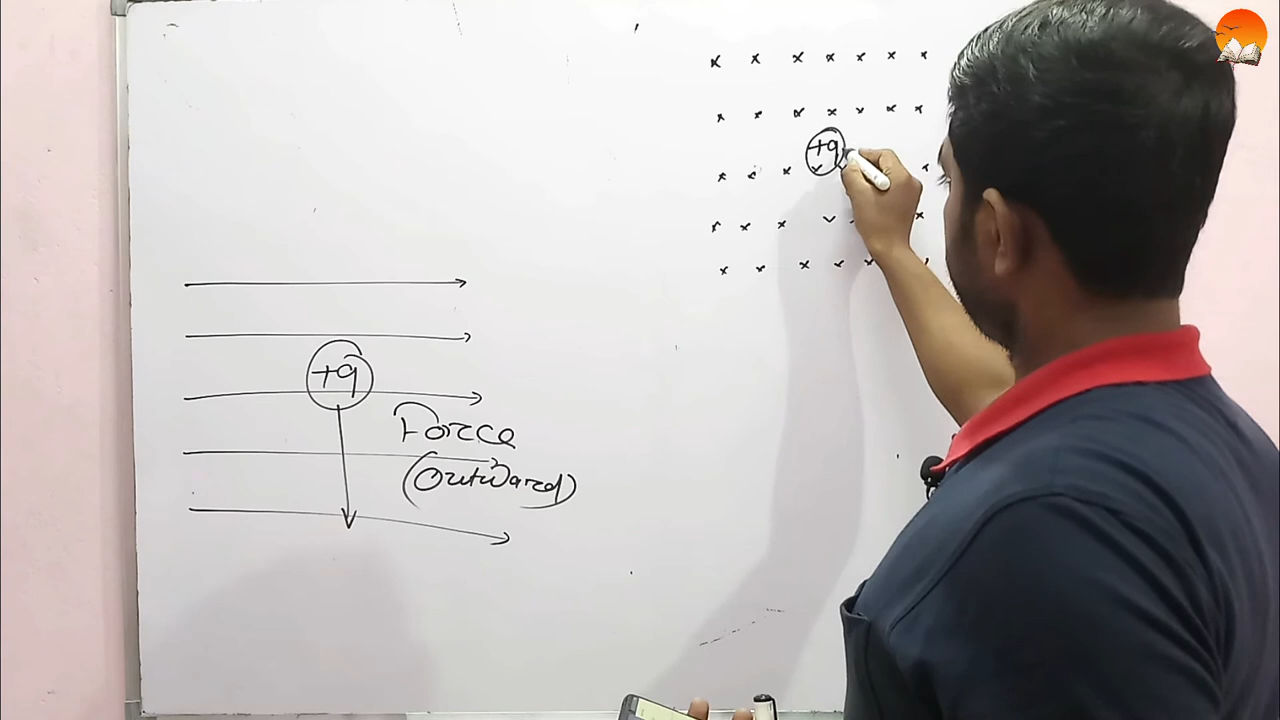 x x x x x x x
x x x x x x x
+q
x x x x x
x x x x
x x x x x x
+q
Force
(outward)